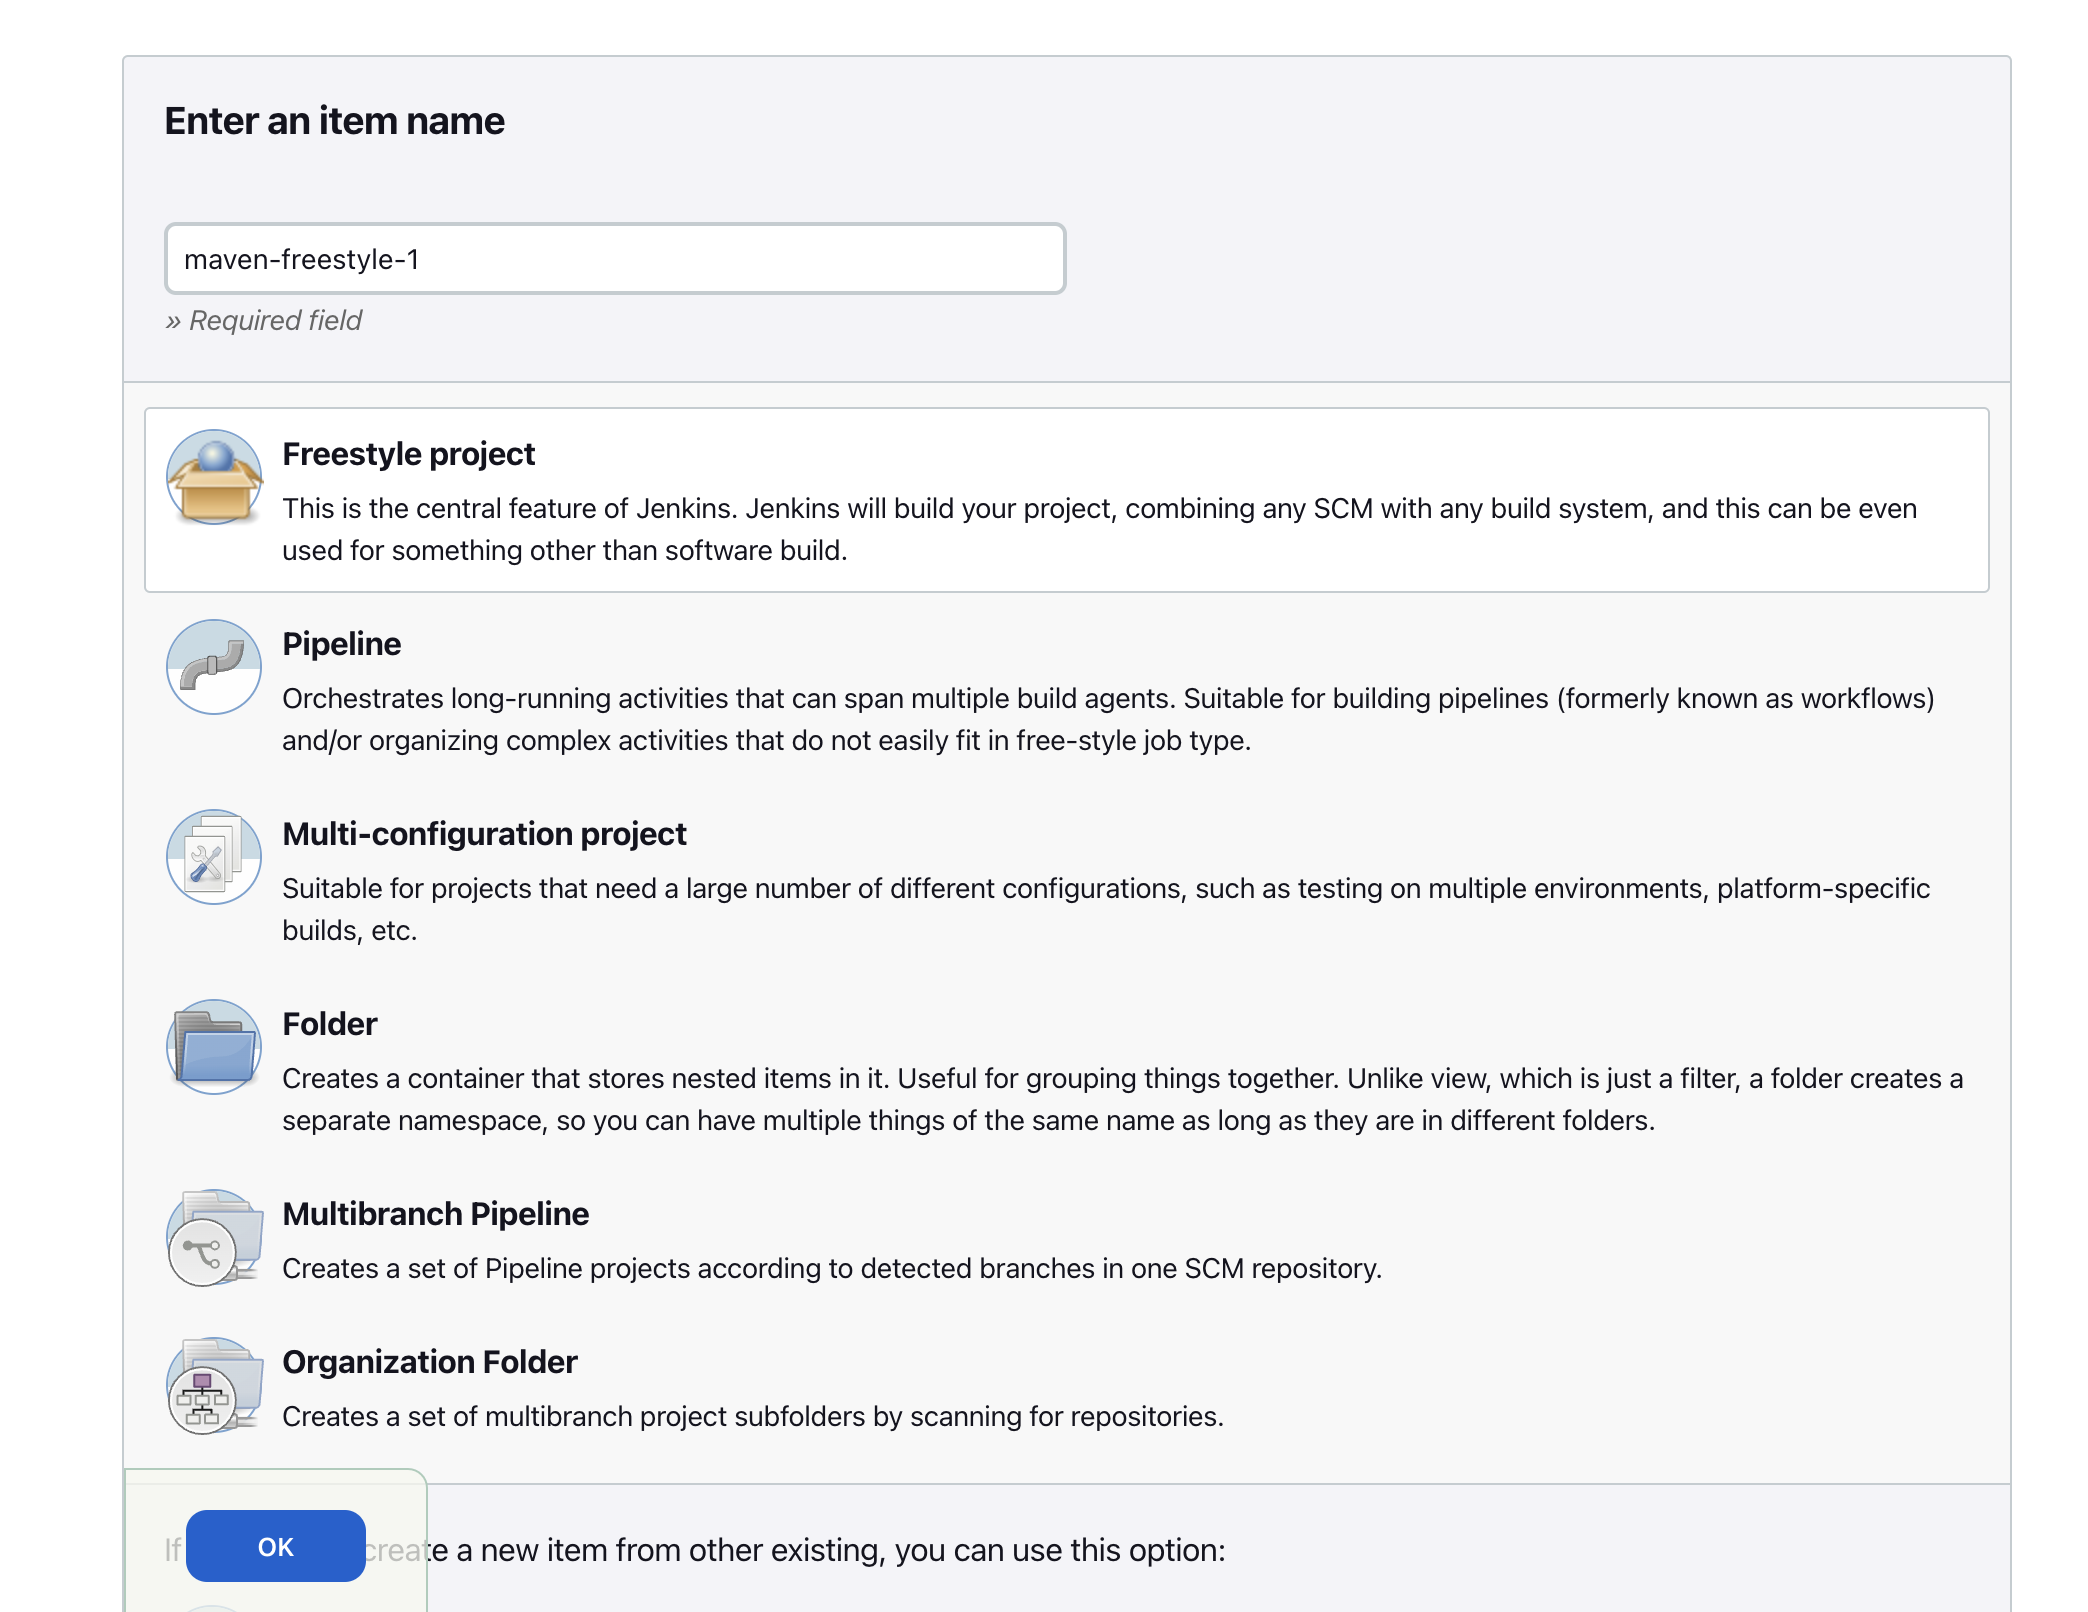 Enter an item name
maven-freestyle-1
» Required field
Freestyle project
This is the central feature of Jenkins. Jenkins will build your project, combining any SCM with any build system, and this can be even
used for something other than software build.
Pipeline
Orchestrates long-running activities that can span multiple build agents. Suitable for building pipelines (formerly known as workflows)
and/or organizing complex activities that do not easily fit in free-style job type.
Multi-configuration project
Suitable for projects that need a large number of different configurations, such as testing on multiple environments, platform-specific
builds, etc.
Folder
Creates a container that stores nested items in it. Useful for grouping things together. Unlike view, which is just a filter, a folder creates a
separate namespace, so you can have multiple things of the same name as long as they are in different folders.
Multibranch Pipeline
Creates a set of Pipeline projects according to detected branches in one SCM repository.
Organization Folder
Creates a set of multibranch project subfolders by scanning for repositories.
If create a new item from other existing, you can use this option:
OK